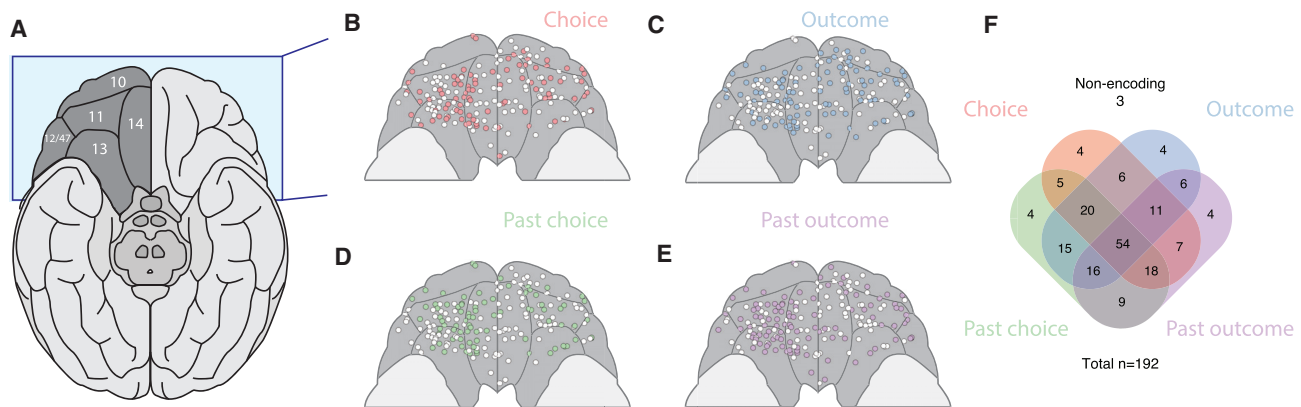 A
10
11
14
12/47
13
B
Choice
C
Outcome
D
Past choice
E
Past outcome
F
Non-encoding
3
Choice
Outcome
4
4
5
6
6
4
20
11
4
15
54
7
16
18
9
Past choice
Past outcome
Total n=192